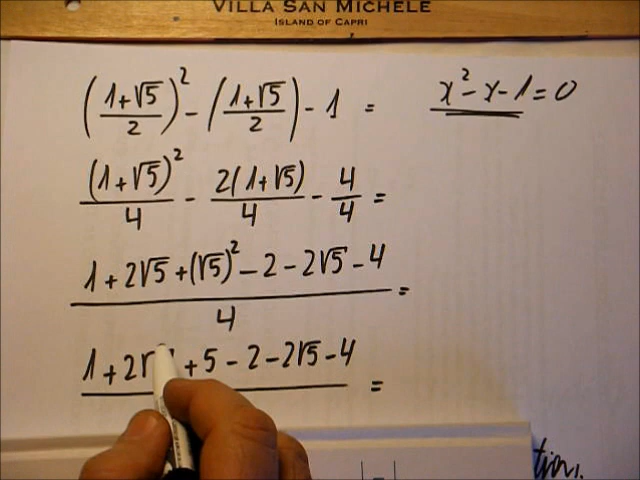 VILLA SAN MICHELE
ISLAND OF CAPRI
((1+√5)/2)² - ((1+√5)/2) - 1 =
x² - x - 1 = 0
(1+√5)²/4 - 2(1+√5)/4 - 4/4 =
(1 + 2√5 + (√5)² - 2 - 2√5 - 4)/4 =
1 + 2√ + 5 - 2 - 2√5 - 4 =